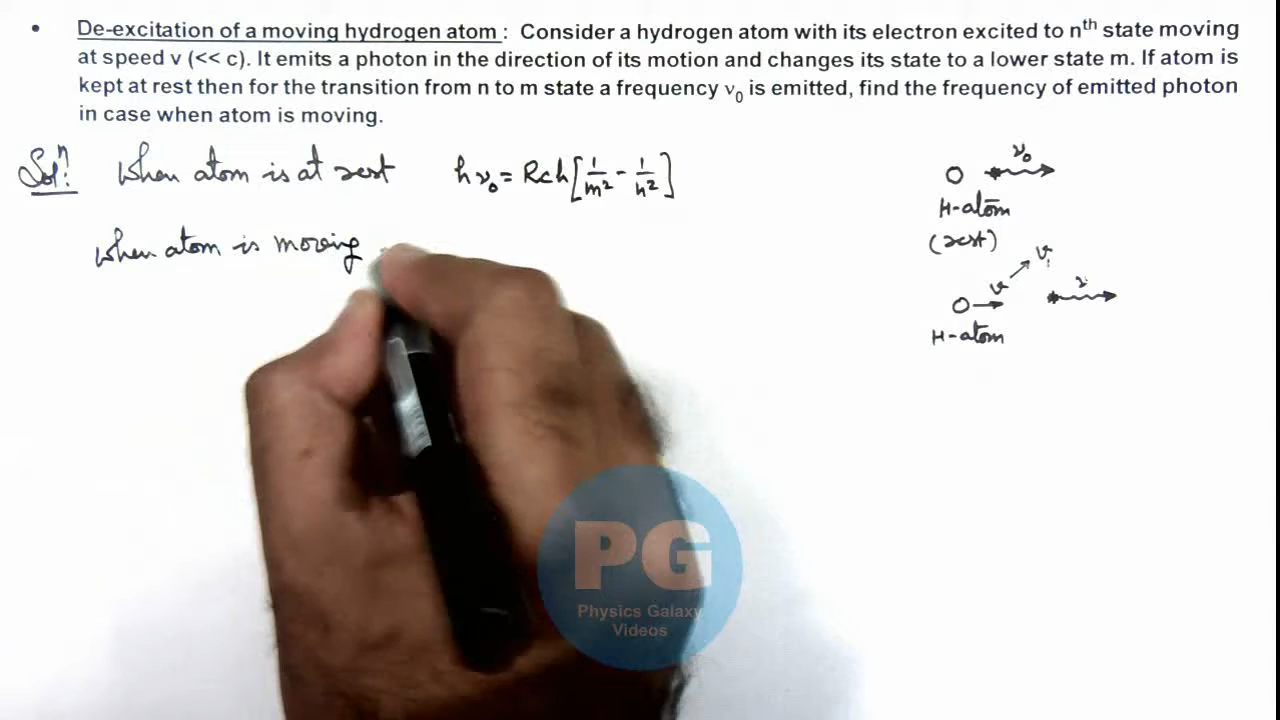 • De-excitation of a moving hydrogen atom : Consider a hydrogen atom with its electron excited to nth state moving
at speed v (<< c). It emits a photon in the direction of its motion and changes its state to a lower state m. If atom is
kept at rest then for the transition from n to m state a frequency ν₀ is emitted, find the frequency of emitted photon
in case when atom is moving.
Solⁿ: When atom is at rest hν₀ = Rch[1/m² - 1/n²]
ν₀
H-atom
(rest)
When atom is moving
v v₁ ν
H-atom
PG
Physics Galaxy
Videos